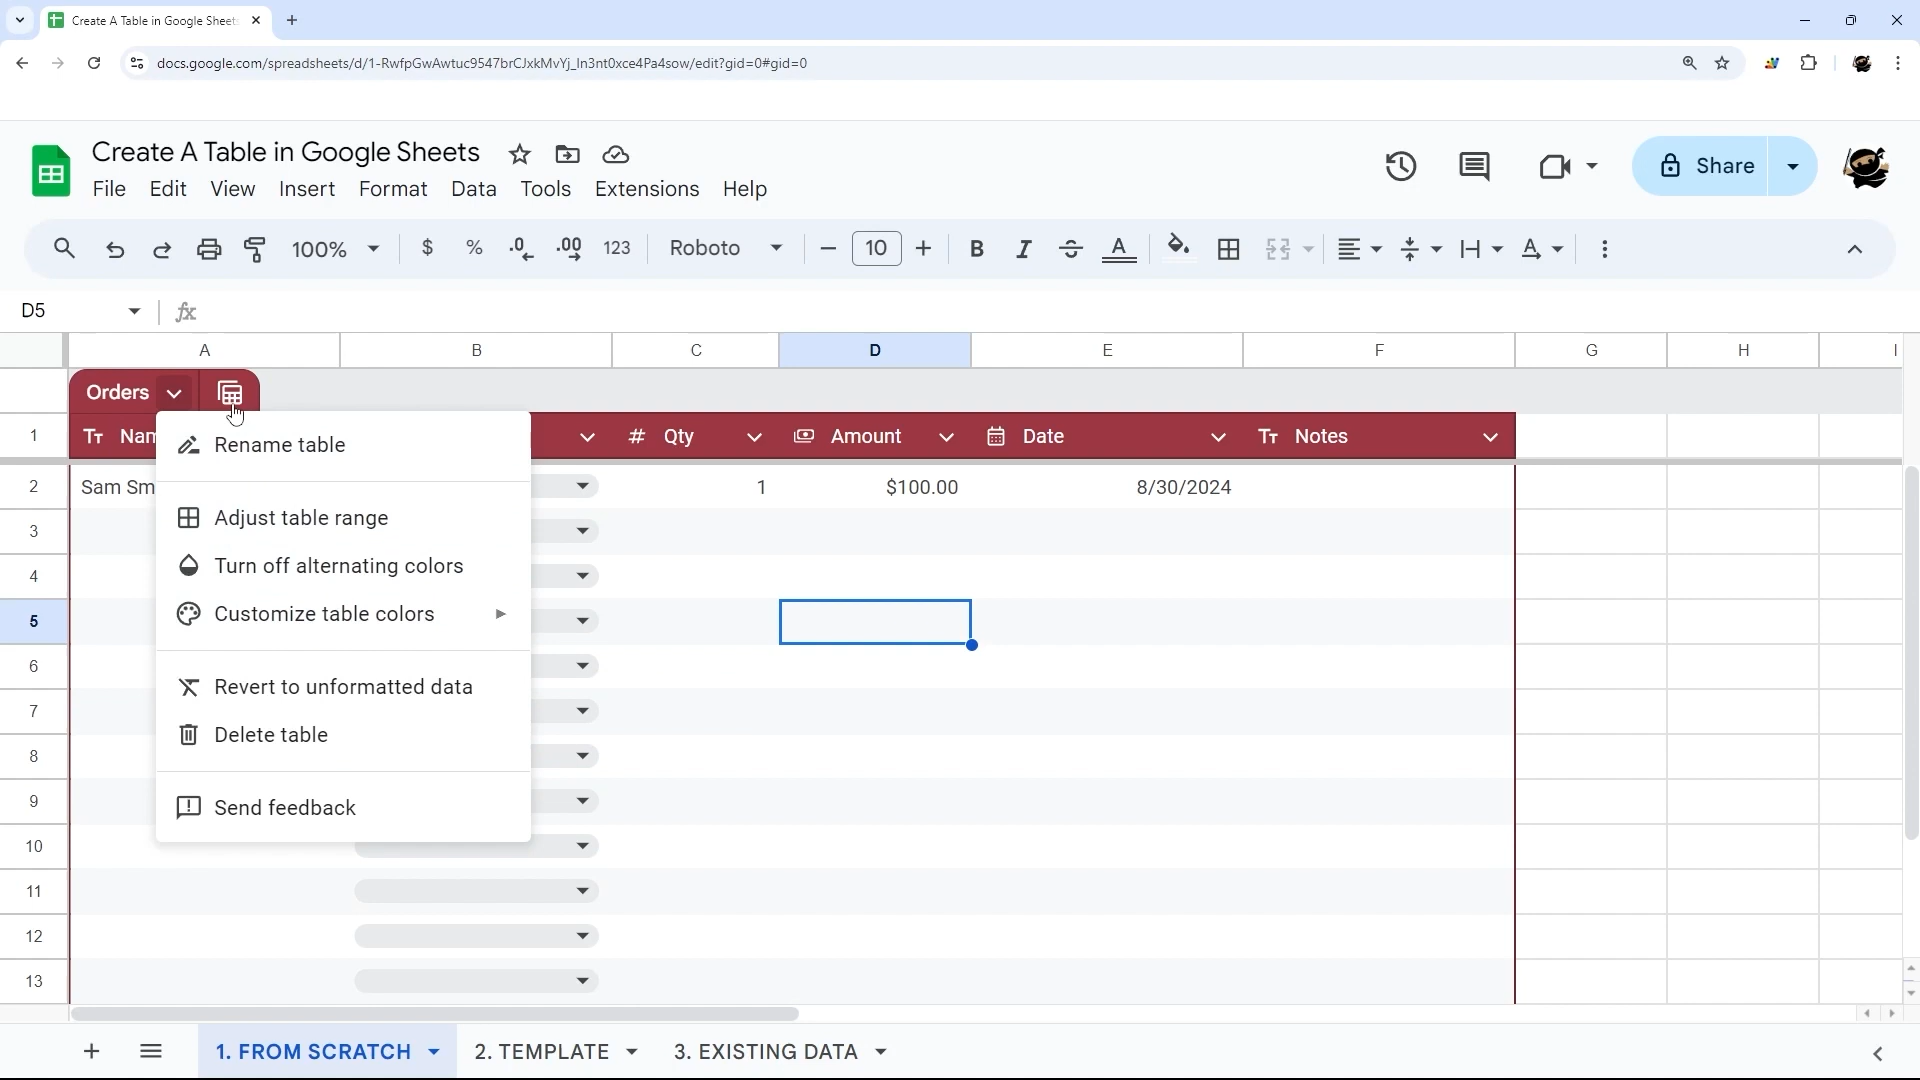 Create A Table in Google Sheets
docs.google.com/spreadsheets/d/1-RwfpGwAwtuc9547brCJxkMvYj_In3nt0xce4Pa4sow/edit?gid=0#gid=0
Create A Table in Google Sheets
File Edit View Insert Format Data Tools Extensions Help
Share
100% $ % .0 .00 123 Roboto 10 B I S A
D5 fx
A B C D E F G H I
Orders
1 Tт Nam # Qty Amount Date Tт Notes
2 Sam Sm 1 $100.00 8/30/2024
3
4
5
6
7
8
9
10
11
12
13
Rename table
Adjust table range
Turn off alternating colors
Customize table colors
Revert to unformatted data
Delete table
Send feedback
1. FROM SCRATCH 2. TEMPLATE 3. EXISTING DATA